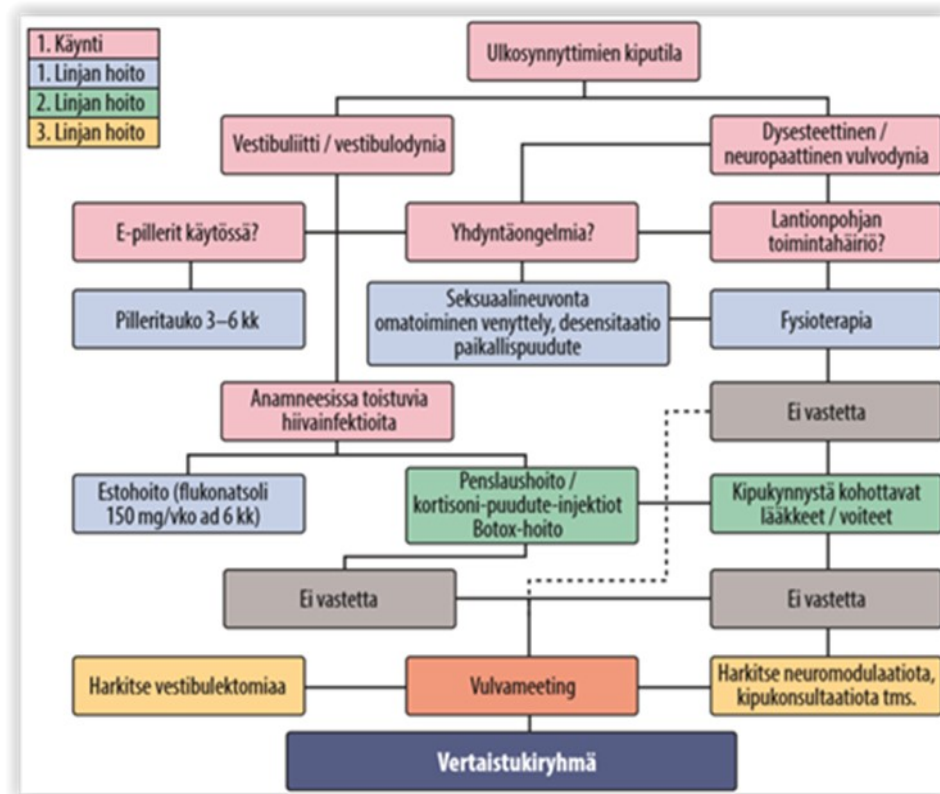 1. Käynti
1. Linjan hoito
2. Linjan hoito
3. Linjan hoito
Ulkosynnyttimien kiputila
Vestibuliitti / vestibulodynia
Dysesteettinen /
neuropaattinen vulvodynia
E-pillerit käytössä?
Yhdyntäongelmia?
Lantionpohjan
toimintahäiriö?
Pilleritauko 3–6 kk
Seksuaalineuvonta
omatoiminen venyttely, desensitaatio
paikallispuudute
Fysioterapia
Anamneesissa toistuvia
hiivainfektioita
Ei vastetta
Estohoito (flukonatsoli
150 mg/vko ad 6 kk)
Penslaushoito /
kortisoni-puudute-injektiot
Botox-hoito
Kipukynnystä kohottavat
lääkkeet / voiteet
Ei vastetta
Ei vastetta
Harkitse vestibulektomiaa
Vulvameeting
Harkitse neuromodulaatiota,
kipukonsultaatiota tms.
Vertaistukiryhmä